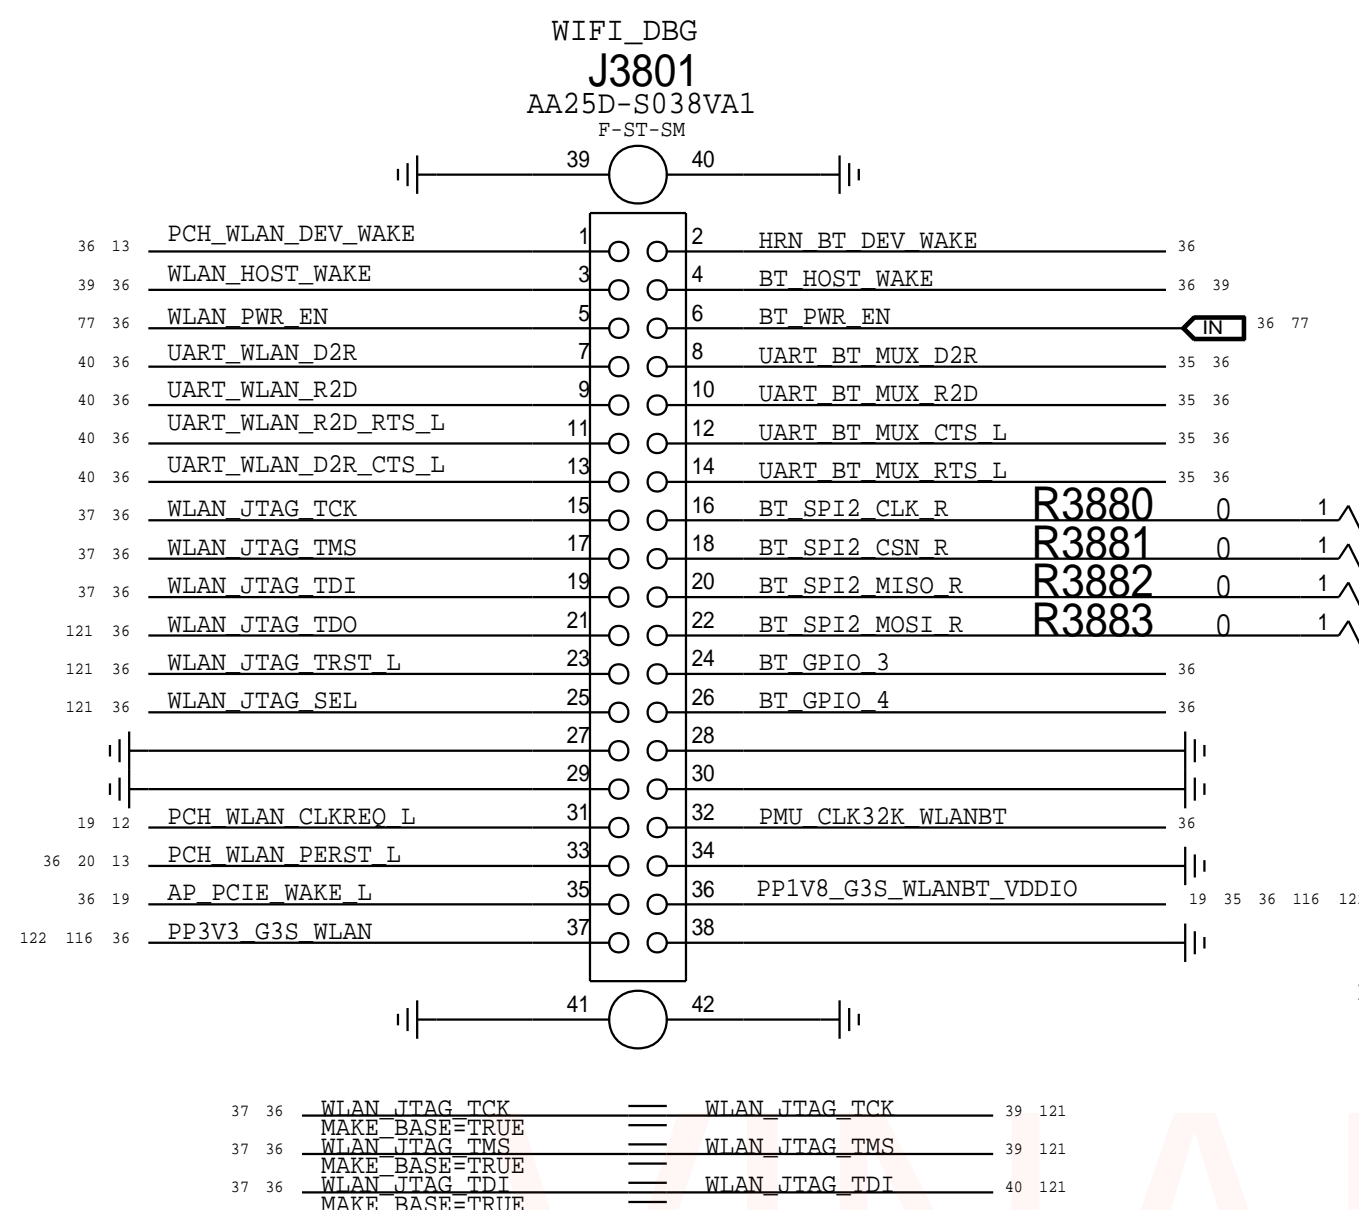 WIFI_DBG
J3801
AA25D-S038VA1
F-ST-SM
39 40
36 13 PCH_WLAN_DEV_WAKE 1 2 HRN_BT_DEV_WAKE 36
39 36 WLAN_HOST_WAKE 3 4 BT_HOST_WAKE 36 39
77 36 WLAN_PWR_EN 5 6 BT_PWR_EN IN 36 77
40 36 UART_WLAN_D2R 7 8 UART_BT_MUX_D2R 35 36
40 36 UART_WLAN_R2D 9 10 UART_BT_MUX_R2D 35 36
40 36 UART_WLAN_R2D_RTS_L 11 12 UART_BT_MUX_CTS_L 35 36
40 36 UART_WLAN_D2R_CTS_L 13 14 UART_BT_MUX_RTS_L 35 36
37 36 WLAN_JTAG_TCK 15 16 BT_SPI2_CLK_R R3880 0 1
37 36 WLAN_JTAG_TMS 17 18 BT_SPI2_CSN_R R3881 0 1
37 36 WLAN_JTAG_TDI 19 20 BT_SPI2_MISO_R R3882 0 1
121 36 WLAN_JTAG_TDO 21 22 BT_SPI2_MOSI_R R3883 0 1
121 36 WLAN_JTAG_TRST_L 23 24 BT_GPIO_3 36
121 36 WLAN_JTAG_SEL 25 26 BT_GPIO_4 36
27 28
29 30
19 12 PCH_WLAN_CLKREQ_L 31 32 PMU_CLK32K_WLANBT 36
36 20 13 PCH_WLAN_PERST_L 33 34
36 19 AP_PCIE_WAKE_L 35 36 PP1V8_G3S_WLANBT_VDDIO 19 35 36 116
122 116 36 PP3V3_G3S_WLAN 37 38
41 42
37 36 WLAN_JTAG_TCK WLAN_JTAG_TCK 39 121
MAKE_BASE=TRUE
37 36 WLAN_JTAG_TMS WLAN_JTAG_TMS 39 121
MAKE_BASE=TRUE
37 36 WLAN_JTAG_TDI WLAN_JTAG_TDI 40 121
MAKE_BASE=TRUE